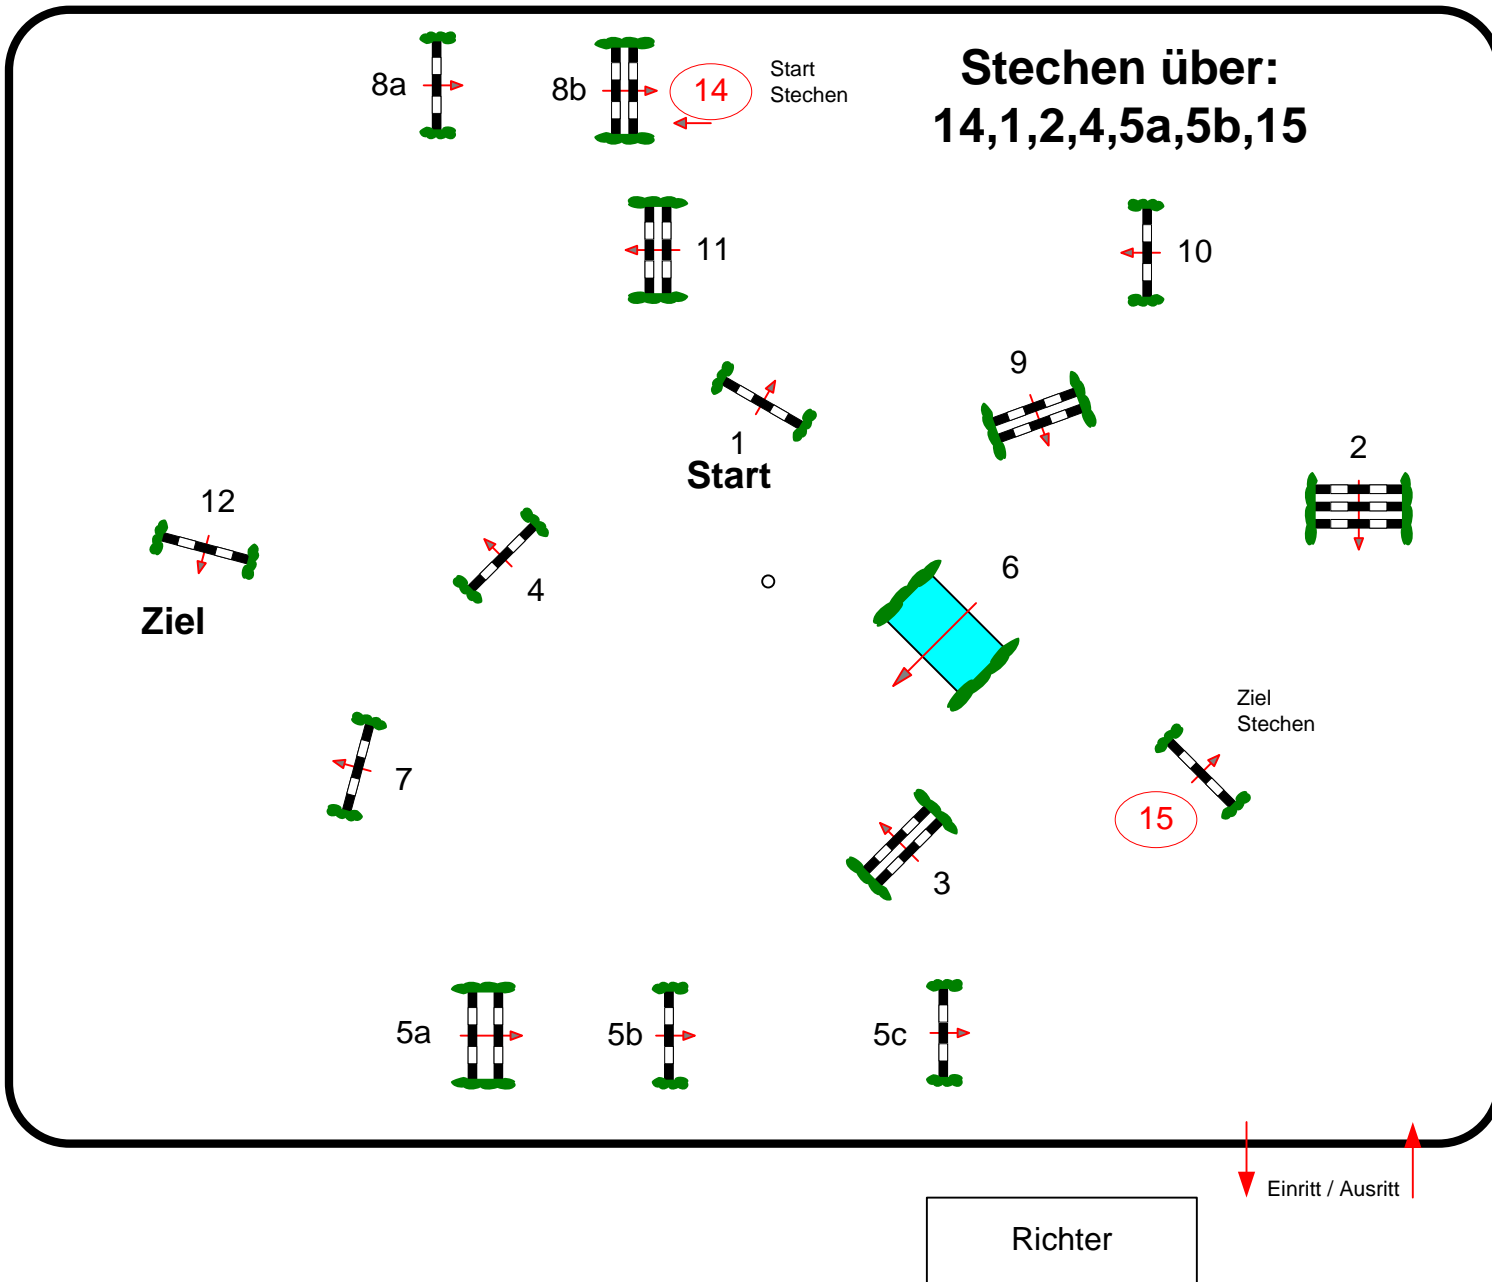 Stechen über:
14,1,2,4,5a,5b,15
8a
8b
14
Start
Stechen
11
10
9
1
Start
2
12
4
6
Ziel
Ziel
Stechen
7
15
3
5a
5b
5c
Einritt / Ausritt
Richter